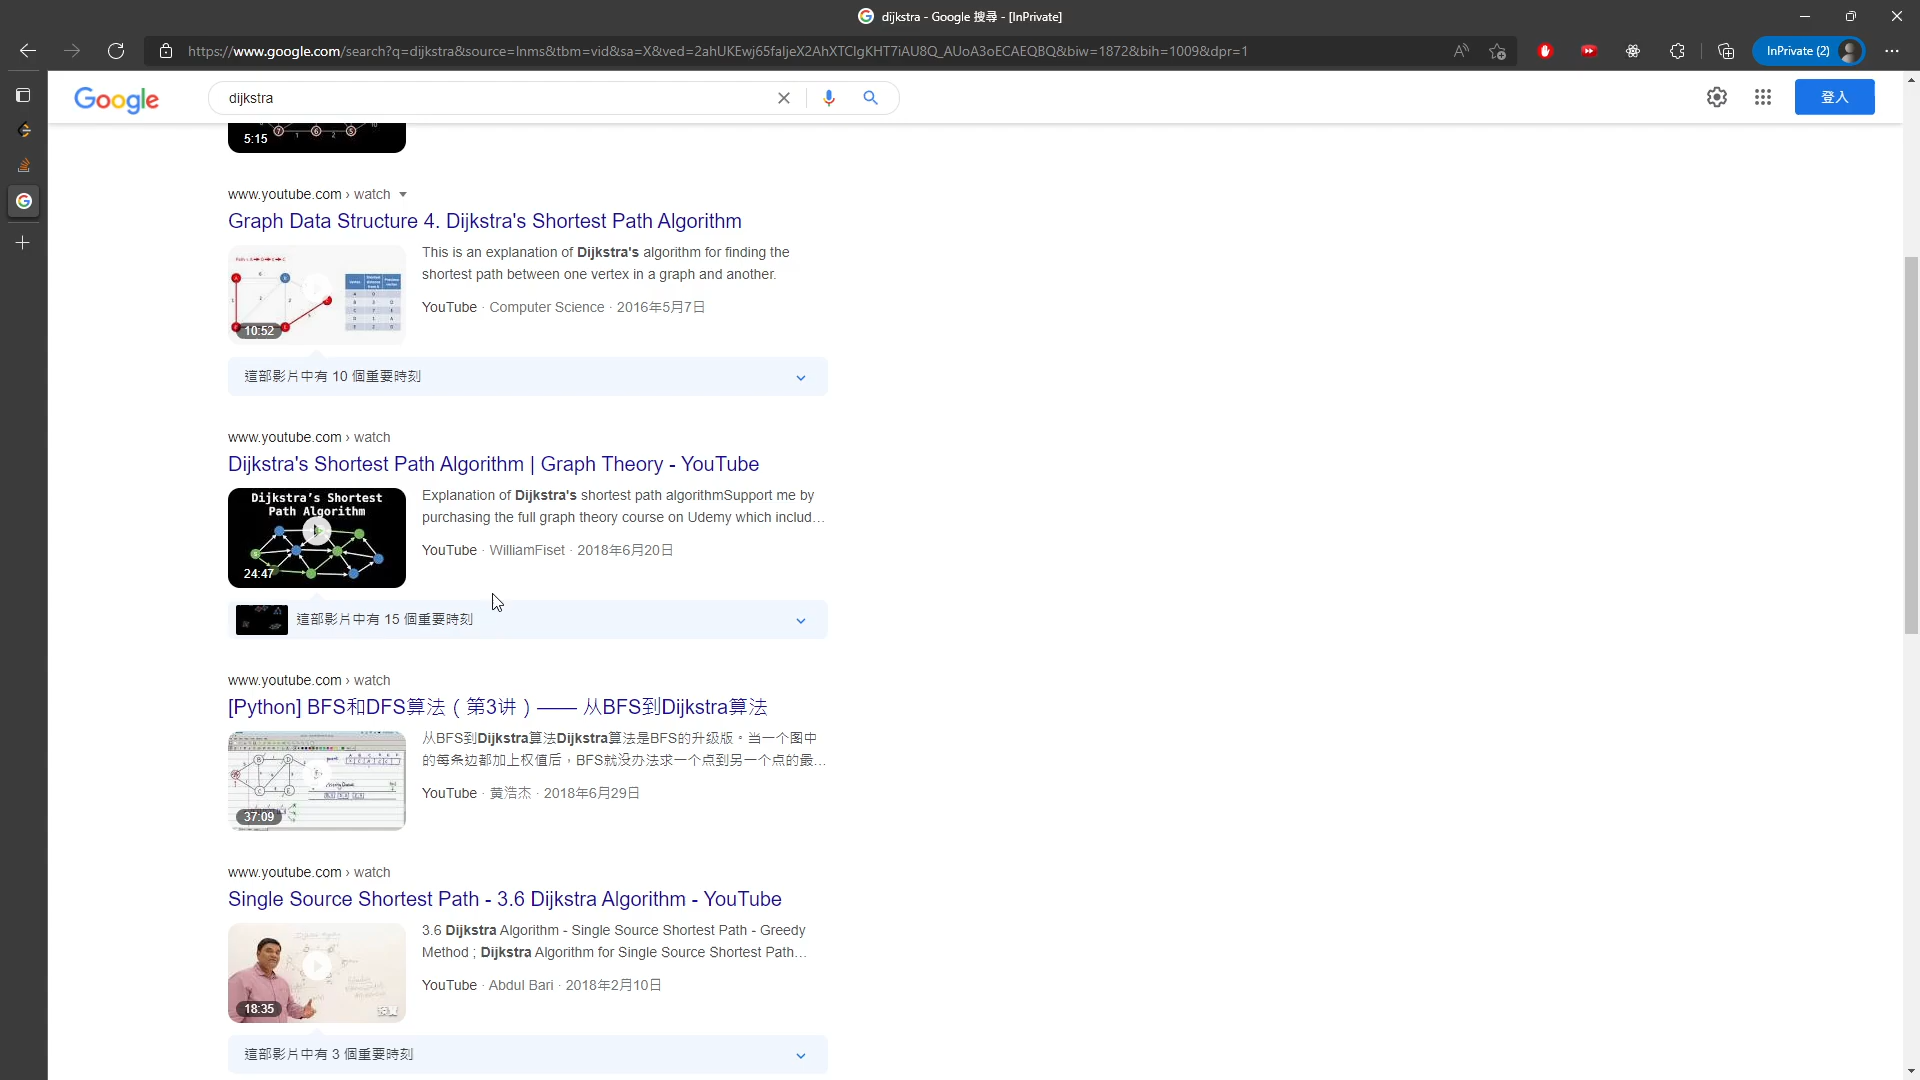 dijkstra - Google 搜尋 - [InPrivate]
https://www.google.com/search?q=dijkstra&source=lnms&tbm=vid&sa=X&ved=2ahUKEwj65faljeX2AhXTClgKHT7iAU8Q_AUoA3oECAEQBQ&biw=1872&bih=1009&dpr=1
InPrivate (2)
Google
dijkstra
登入
5:15
www.youtube.com › watch
Graph Data Structure 4. Dijkstra's Shortest Path Algorithm
10:52
This is an explanation of Dijkstra's algorithm for finding the
shortest path between one vertex in a graph and another.
YouTube · Computer Science · 2016年5月7日
這部影片中有 10 個重要時刻
www.youtube.com › watch
Dijkstra's Shortest Path Algorithm | Graph Theory - YouTube
Dijkstra's Shortest
Path Algorithm
24:47
Explanation of Dijkstra's shortest path algorithmSupport me by
purchasing the full graph theory course on Udemy which includ...
YouTube · WilliamFiset · 2018年6月20日
這部影片中有 15 個重要時刻
www.youtube.com › watch
[Python] BFS和DFS算法（第3讲）—— 从BFS到Dijkstra算法
37:09
从BFS到Dijkstra算法Dijkstra算法是BFS的升级版。当一个图中
的每条边都加上权值后，BFS就没办法求一个点到另一个点的最...
YouTube · 黄浩杰 · 2018年6月29日
www.youtube.com › watch
Single Source Shortest Path - 3.6 Dijkstra Algorithm - YouTube
18:35
預覽
3.6 Dijkstra Algorithm - Single Source Shortest Path - Greedy
Method ; Dijkstra Algorithm for Single Source Shortest Path...
YouTube · Abdul Bari · 2018年2月10日
這部影片中有 3 個重要時刻